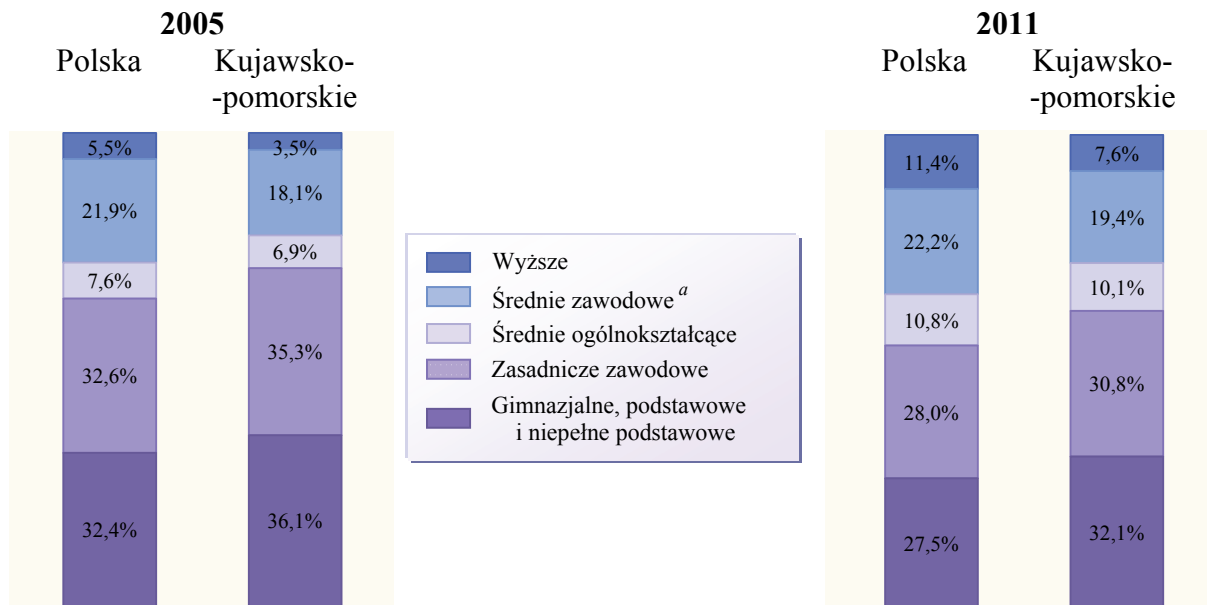 2005
Polska
Kujawsko-
-pomorskie
5,5%
21,9%
7,6%
32,6%
32,4%
3,5%
18,1%
6,9%
35,3%
36,1%
Wyższe
Średnie zawodowe a
Średnie ogólnokształcące
Zasadnicze zawodowe
Gimnazjalne, podstawowe
i niepełne podstawowe
2011
Polska
Kujawsko-
-pomorskie
11,4%
22,2%
10,8%
28,0%
27,5%
7,6%
19,4%
10,1%
30,8%
32,1%